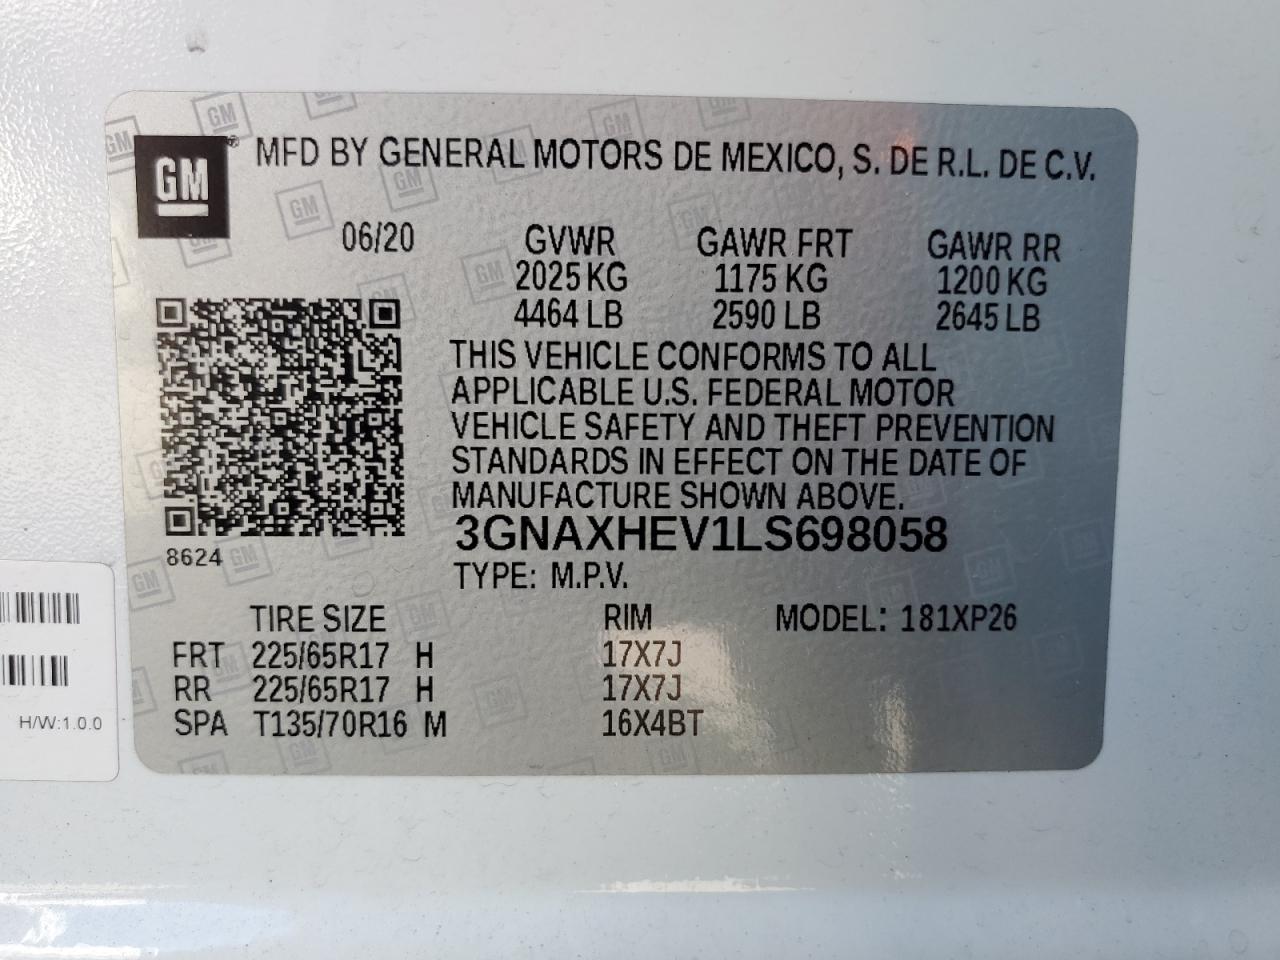 GM
MFD BY GENERAL MOTORS DE MEXICO, S. DE R.L. DE C.V.
06/20 GVWR GAWR FRT GAWR RR
2025 KG 1175 KG 1200 KG
4464 LB 2590 LB 2645 LB
THIS VEHICLE CONFORMS TO ALL
APPLICABLE U.S. FEDERAL MOTOR
VEHICLE SAFETY AND THEFT PREVENTION
STANDARDS IN EFFECT ON THE DATE OF
MANUFACTURE SHOWN ABOVE.
3GNAXHEV1LS698058
8624
TYPE: M.P.V.
TIRE SIZE RIM MODEL: 181XP26
FRT 225/65R17 H 17X7J
RR 225/65R17 H 17X7J
SPA T135/70R16 M 16X4BT
H/W:1.0.0